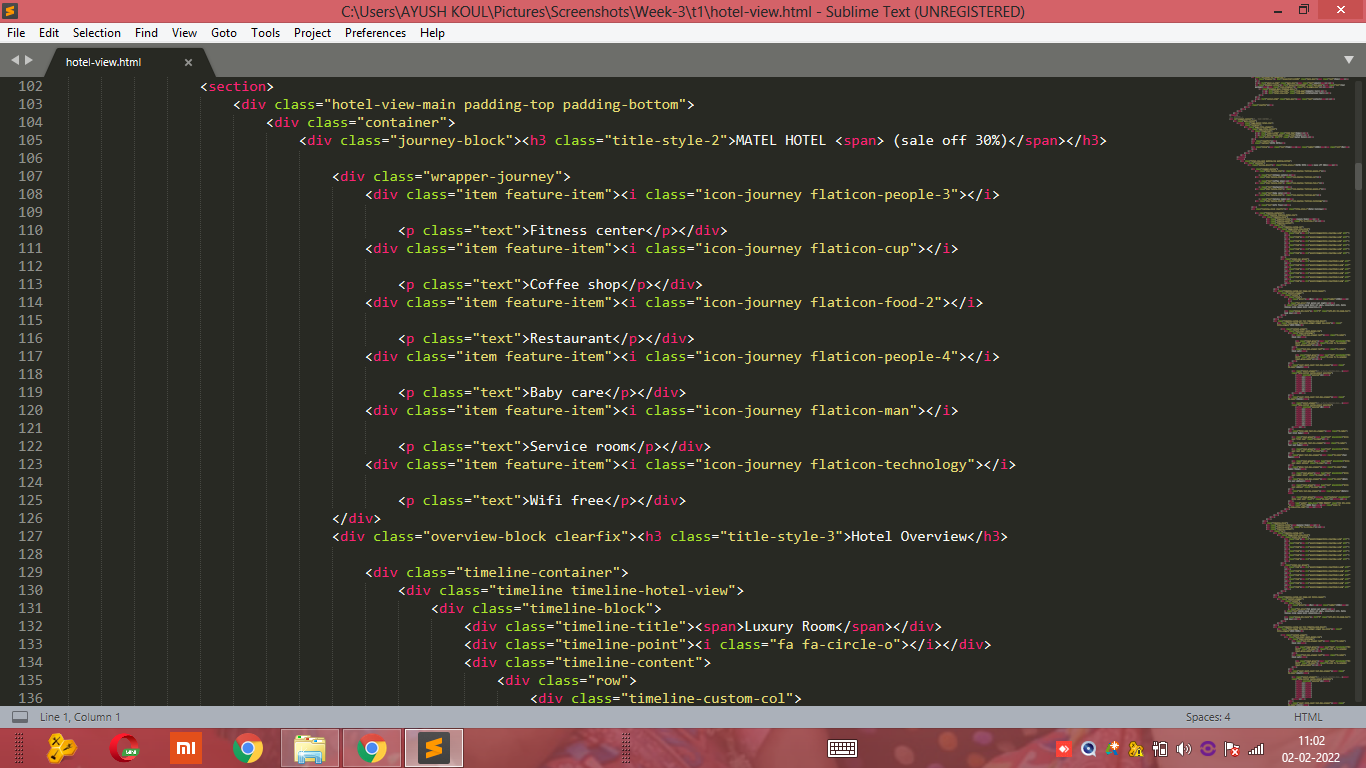 C:\Users\AYUSH KOUL\Pictures\Screenshots\Week-3\t1\hotel-view.html - Sublime Text (UNREGISTERED)
File Edit Selection Find View Goto Tools Project Preferences Help
hotel-view.html
102 <section>
103 <div class="hotel-view-main padding-top padding-bottom">
104 <div class="container">
105 <div class="journey-block"><h3 class="title-style-2">MATEL HOTEL <span> (sale off 30%)</span></h3>
106
107 <div class="wrapper-journey">
108 <div class="item feature-item"><i class="icon-journey flaticon-people-3"></i>
109
110 <p class="text">Fitness center</p></div>
111 <div class="item feature-item"><i class="icon-journey flaticon-cup"></i>
112
113 <p class="text">Coffee shop</p></div>
114 <div class="item feature-item"><i class="icon-journey flaticon-food-2"></i>
115
116 <p class="text">Restaurant</p></div>
117 <div class="item feature-item"><i class="icon-journey flaticon-people-4"></i>
118
119 <p class="text">Baby care</p></div>
120 <div class="item feature-item"><i class="icon-journey flaticon-man"></i>
121
122 <p class="text">Service room</p></div>
123 <div class="item feature-item"><i class="icon-journey flaticon-technology"></i>
124
125 <p class="text">Wifi free</p></div>
126 </div>
127 <div class="overview-block clearfix"><h3 class="title-style-3">Hotel Overview</h3>
128
129 <div class="timeline-container">
130 <div class="timeline timeline-hotel-view">
131 <div class="timeline-block">
132 <div class="timeline-title"><span>Luxury Room</span></div>
133 <div class="timeline-point"><i class="fa fa-circle-o"></i></div>
134 <div class="timeline-content">
135 <div class="row">
136 <div class="timeline-custom-col">
Line 1, Column 1 Spaces: 4 HTML
mi
11:02
02-02-2022